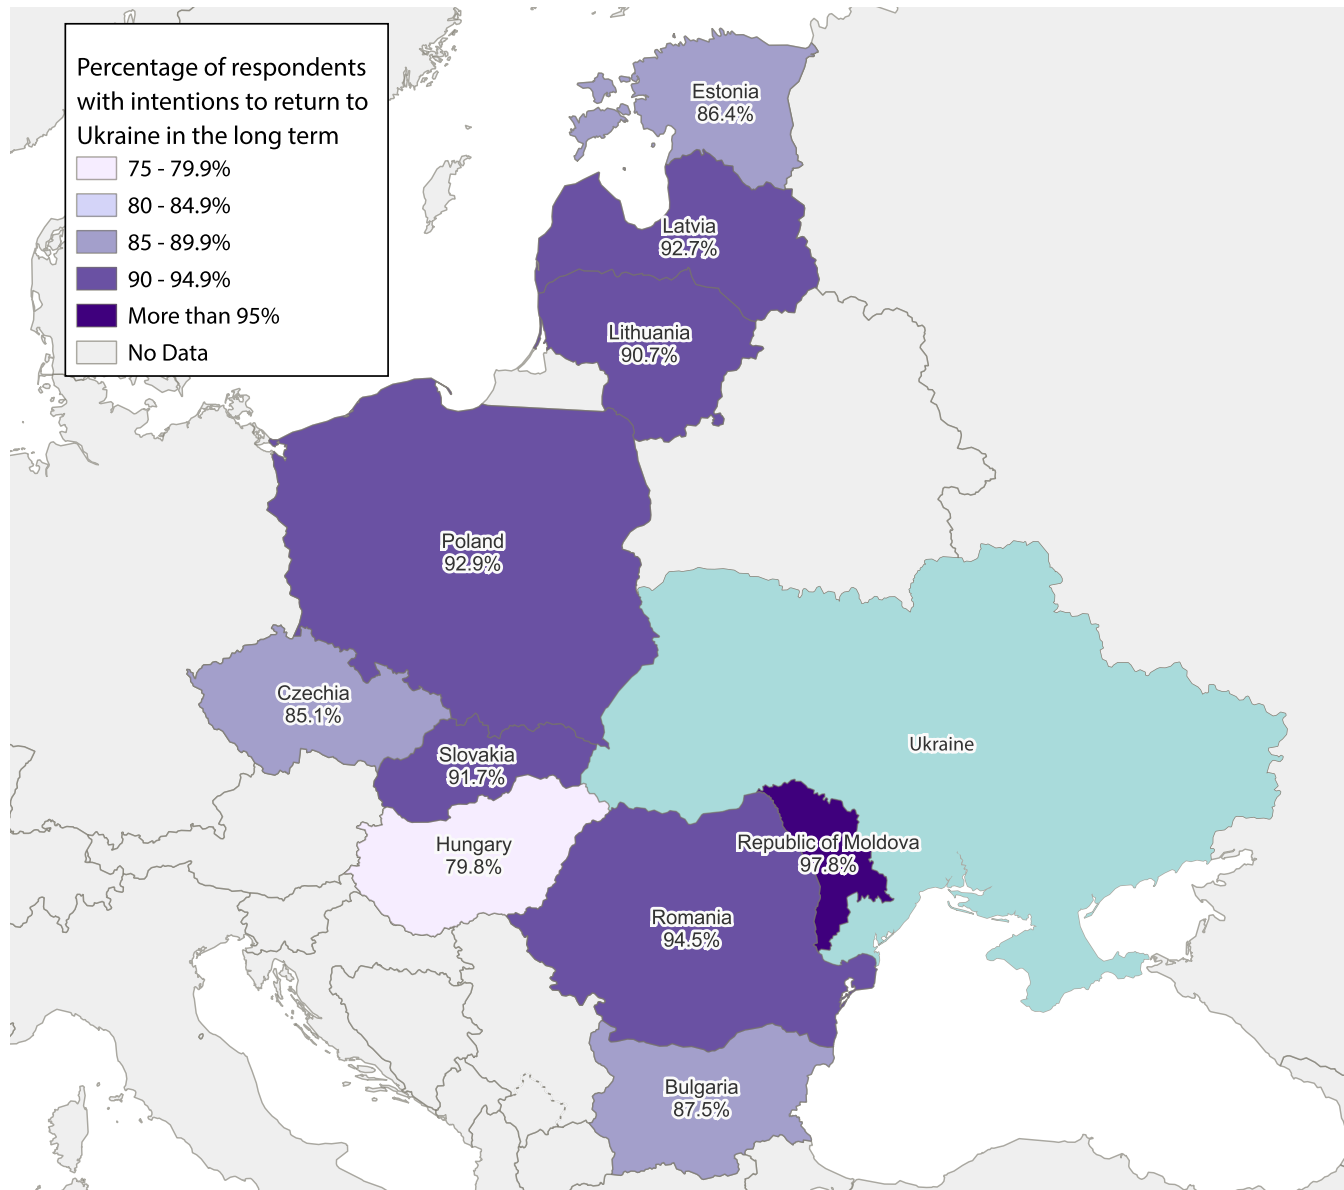 Percentage of respondents
with intentions to return to
Ukraine in the long term
75 - 79.9%
80 - 84.9%
85 - 89.9%
90 - 94.9%
More than 95%
No Data
Estonia
86.4%
Latvia
92.7%
Lithuania
90.7%
Poland
92.9%
Czechia
85.1%
Slovakia
91.7%
Ukraine
Hungary
79.8%
Republic of Moldova
97.8%
Romania
94.5%
Bulgaria
87.5%